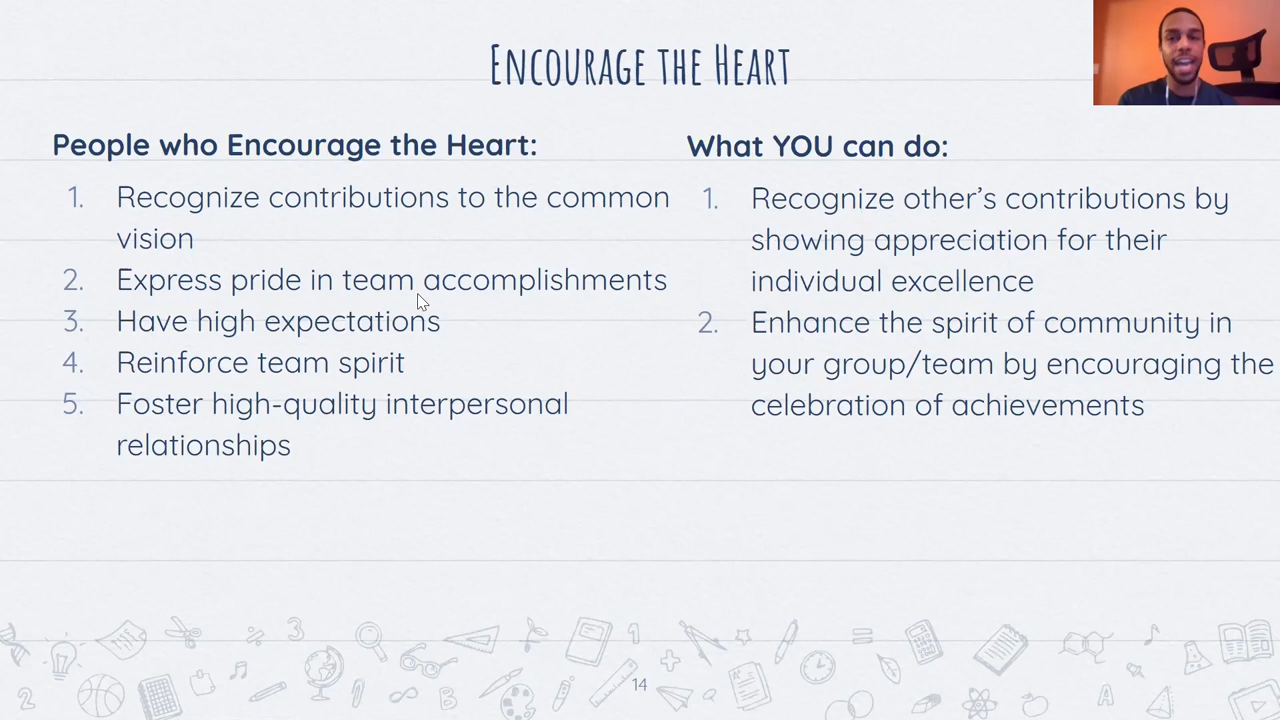 Encourage the Heart
People who Encourage the Heart:
1. Recognize contributions to the common
vision
2. Express pride in team accomplishments
3. Have high expectations
4. Reinforce team spirit
5. Foster high-quality interpersonal
relationships
What YOU can do:
1. Recognize other’s contributions by
showing appreciation for their
individual excellence
2. Enhance the spirit of community in
your group/team by encouraging the
celebration of achievements
14